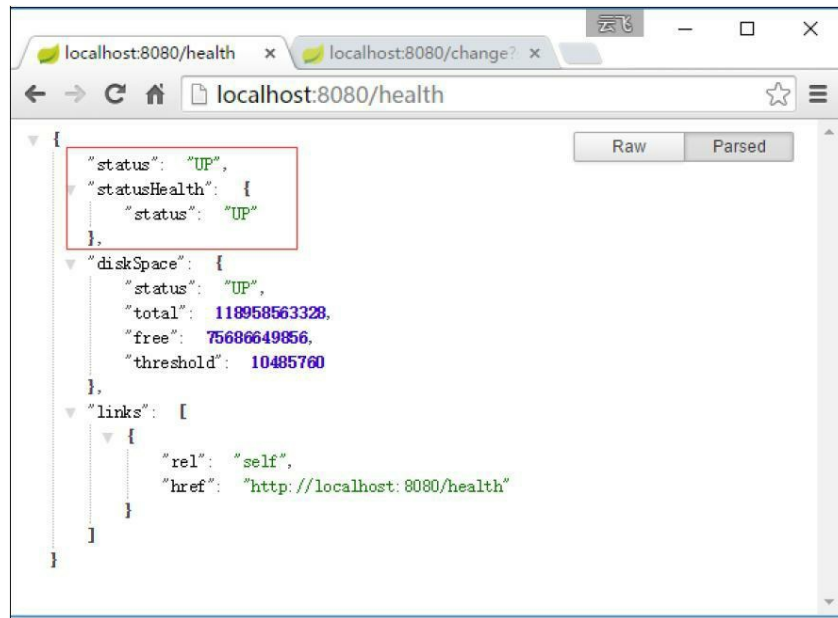 云飞
localhost:8080/health
localhost:8080/change?
localhost:8080/health
Raw Parsed
{
"status": "UP",
"statusHealth": {
"status": "UP"
},
"diskSpace": {
"status": "UP",
"total": 118958563328,
"free": 75686649856,
"threshold": 10485760
},
"links": [
{
"rel": "self",
"href": "http://localhost:8080/health"
}
]
}